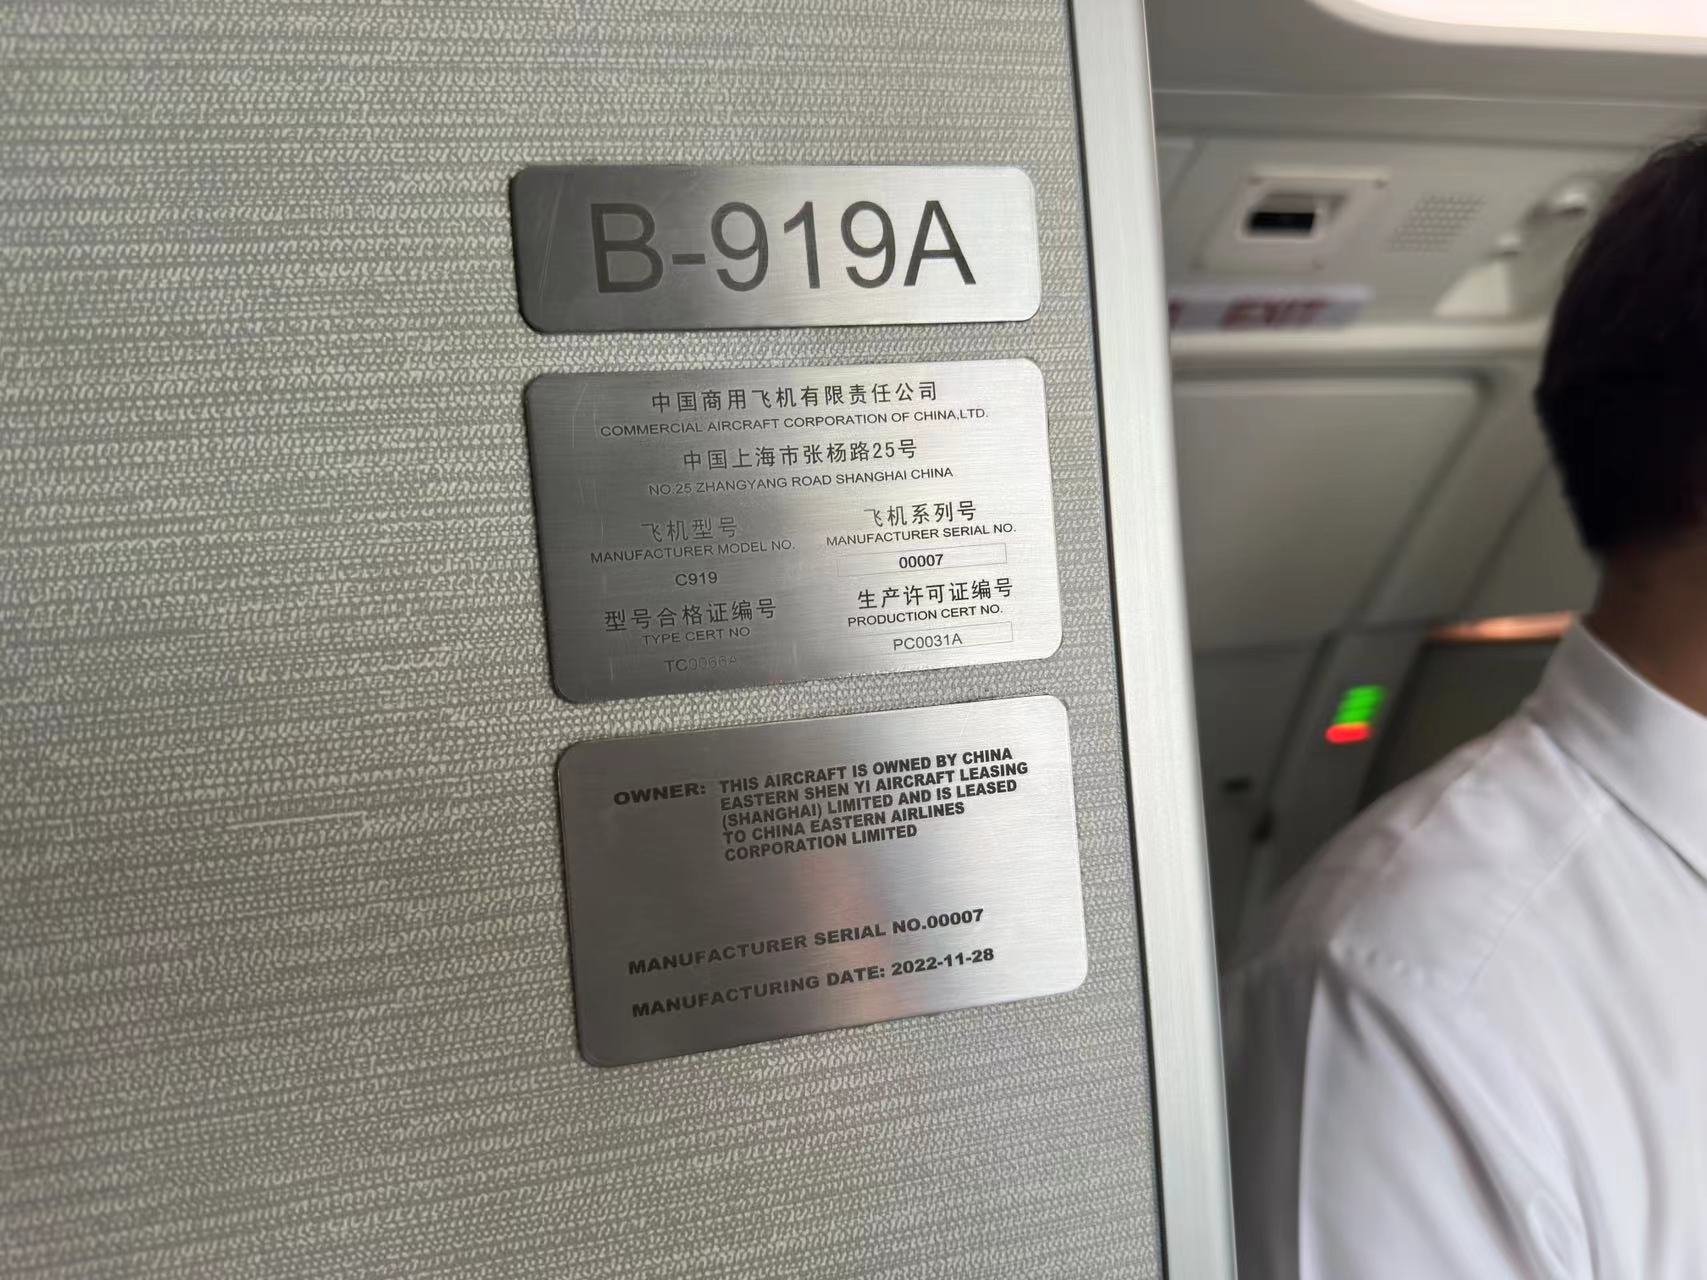 B-919A
EXIT
中国商用飞机有限责任公司
COMMERCIAL AIRCRAFT CORPORATION OF CHINA,LTD.
中国上海市张杨路25号
NO.25 ZHANGYANG ROAD SHANGHAI CHINA
飞机型号
MANUFACTURER MODEL NO.
C919
飞机系列号
MANUFACTURER SERIAL NO.
00007
型号合格证编号
TYPE CERT NO
TC0066A
生产许可证编号
PRODUCTION CERT NO.
PC0031A
OWNER: THIS AIRCRAFT IS OWNED BY CHINA
EASTERN SHEN YI AIRCRAFT LEASING
(SHANGHAI) LIMITED AND IS LEASED
TO CHINA EASTERN AIRLINES
CORPORATION LIMITED
MANUFACTURER SERIAL NO.00007
MANUFACTURING DATE: 2022-11-28